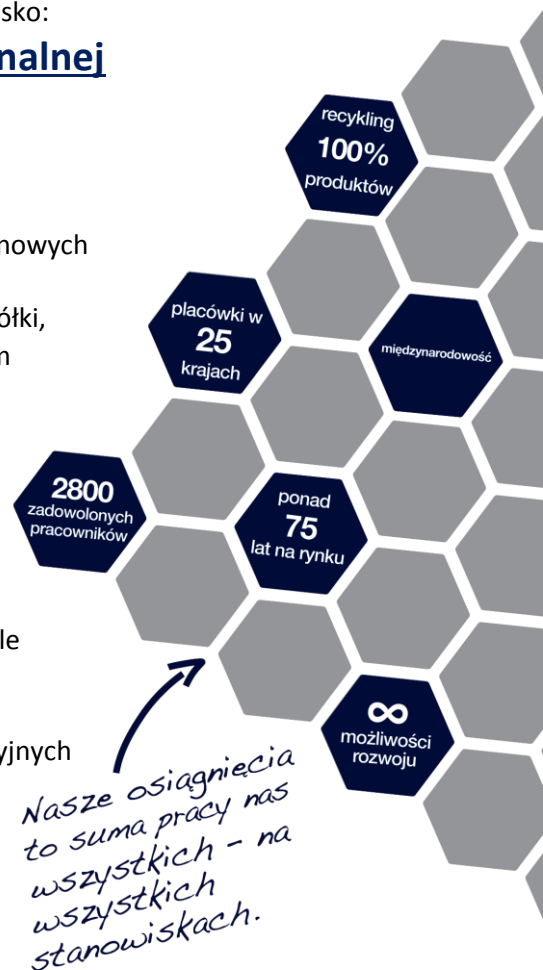 sko:
nalnej
recykling
100%
produktów
nowych
placówki w
25
krajach
ółki,
międzynarodowość
n
2800
zadowolonych
pracowników
ponad
75
lat na rynku
le
∞
możliwości
rozwoju
yjnych
Nasze osiągnięcia
to suma pracy nas
wszystkich - na
wszystkich
stanowiskach.